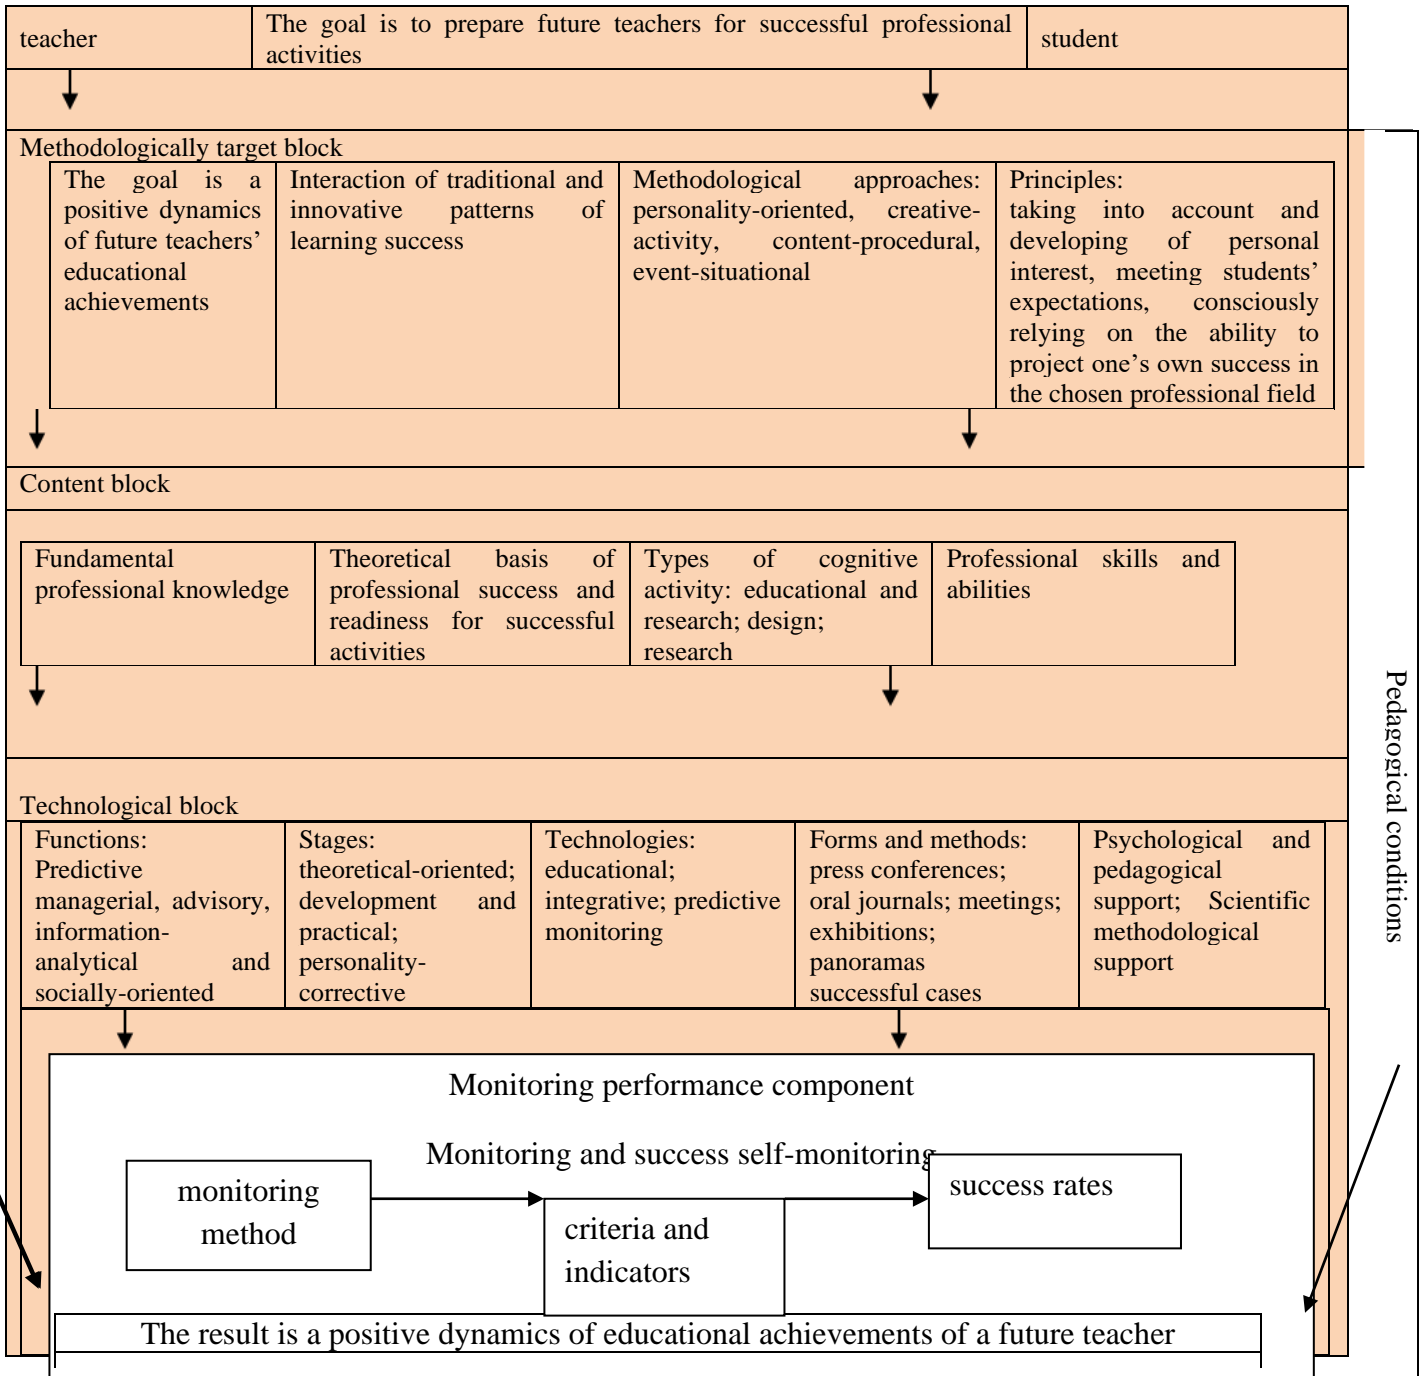 teacher
The goal is to prepare future teachers for successful professional
activities
student
Methodologically target block
The goal is a
positive dynamics
of future teachers’
educational
achievements
Interaction of traditional and
innovative patterns of
learning success
Methodological approaches:
personality-oriented, creative-
activity, content-procedural,
event-situational
Principles:
taking into account and
developing of personal
interest, meeting students’
expectations, consciously
relying on the ability to
project one’s own success in
the chosen professional field
Content block
Fundamental
professional knowledge
Theoretical basis of
professional success and
readiness for successful
activities
Types of cognitive
activity: educational and
research; design;
research
Professional skills and
abilities
Technological block
Functions:
Predictive
managerial, advisory,
information-
analytical and
socially-oriented
Stages:
theoretical-oriented;
development and
practical;
personality-
corrective
Technologies:
educational;
integrative; predictive
monitoring
Forms and methods:
press conferences;
oral journals; meetings;
exhibitions;
panoramas
successful cases
Psychological and
pedagogical
support; Scientific
methodological
support
Pedagogical conditions
Monitoring performance component
Monitoring and success self-monitoring
monitoring
method
criteria and
indicators
success rates
The result is a positive dynamics of educational achievements of a future teacher